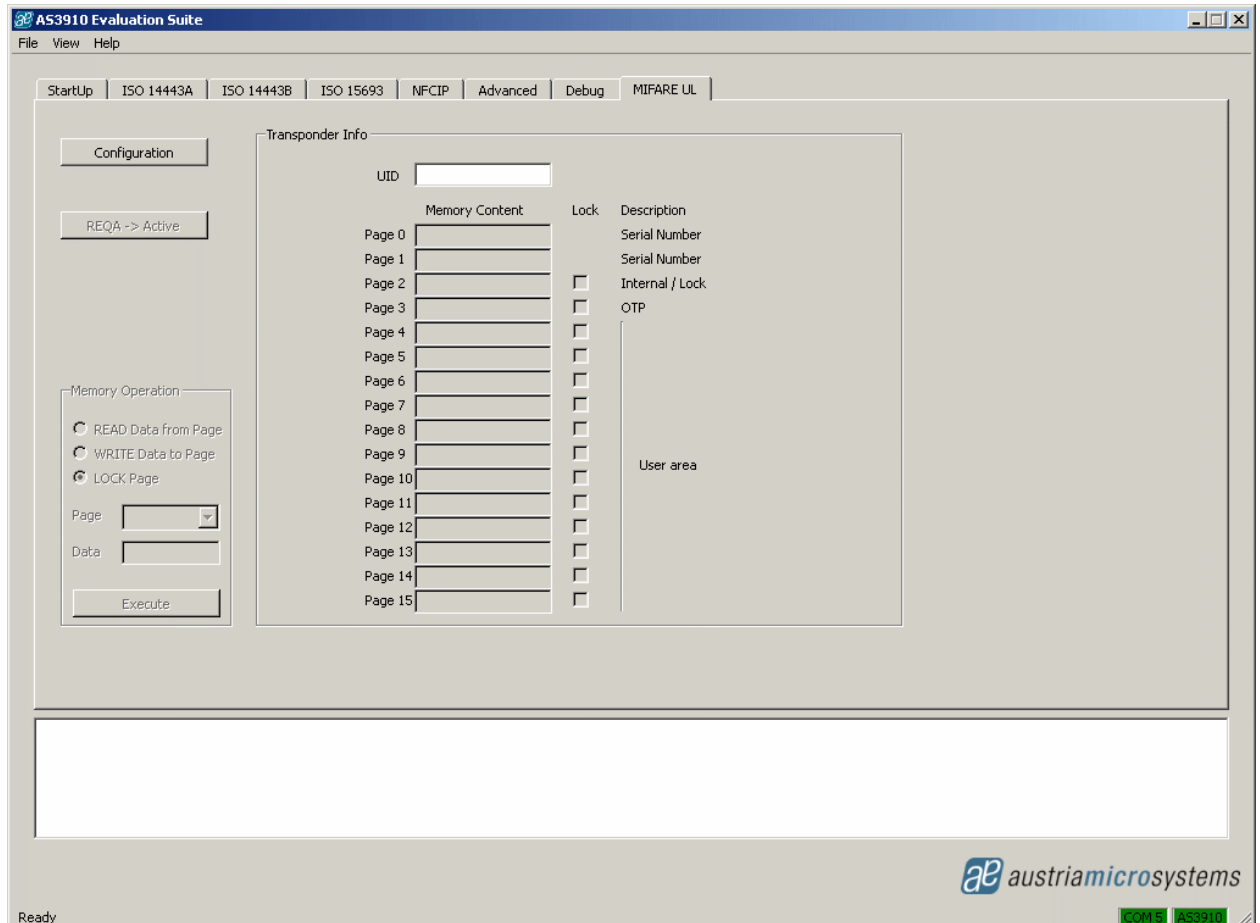 AS3910 Evaluation Suite
File View Help
StartUp ISO 14443A ISO 14443B ISO 15693 NFCIP Advanced Debug MIFARE UL
Configuration
REQA -> Active
Transponder Info
UID
Memory Content Lock Description
Page 0 Serial Number
Page 1 Serial Number
Page 2 Internal / Lock
Page 3 OTP
Page 4
Page 5
Page 6
Page 7
Page 8
Page 9
Page 10
Page 11
Page 12
Page 13
Page 14
Page 15
User area
Memory Operation
READ Data from Page
WRITE Data to Page
LOCK Page
Page
Data
Execute
ae austriamicrosystems
Ready COM 5 AS3910